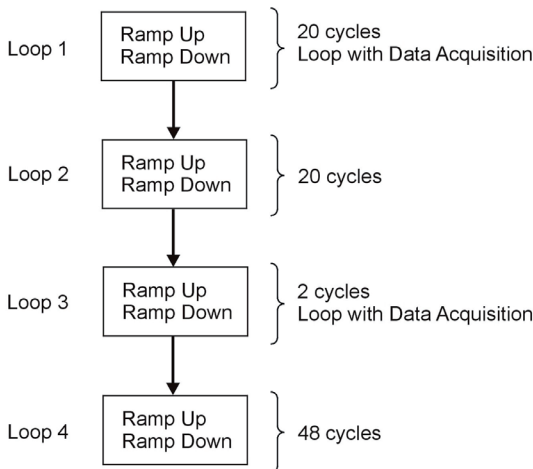 Loop 1
Ramp Up
Ramp Down
20 cycles
Loop with Data Acquisition
Loop 2
Ramp Up
Ramp Down
20 cycles
Loop 3
Ramp Up
Ramp Down
2 cycles
Loop with Data Acquisition
Loop 4
Ramp Up
Ramp Down
48 cycles